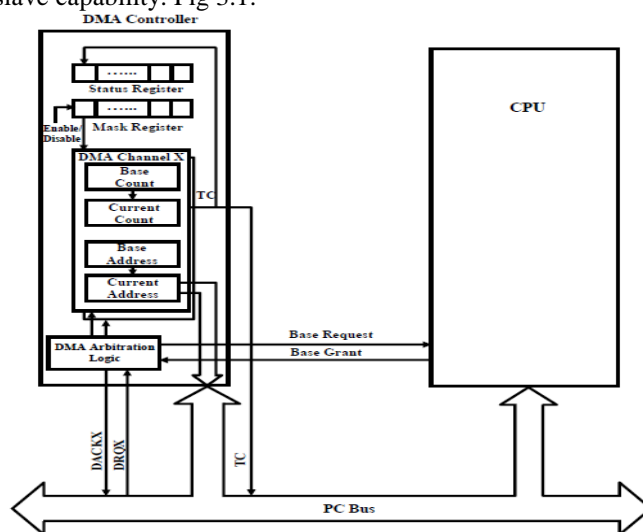 slave capability. Fig 3.1.
DMA Controller
......
Status Register
......
Enable/
Disable
Mask Register
DMA Channel X
Base
Count
TC
Current
Count
Base
Address
Current
Address
DMA Arbitration
Logic
Base Request
Base Grant
CPU
DACKX
DRQX
TC
PC Bus